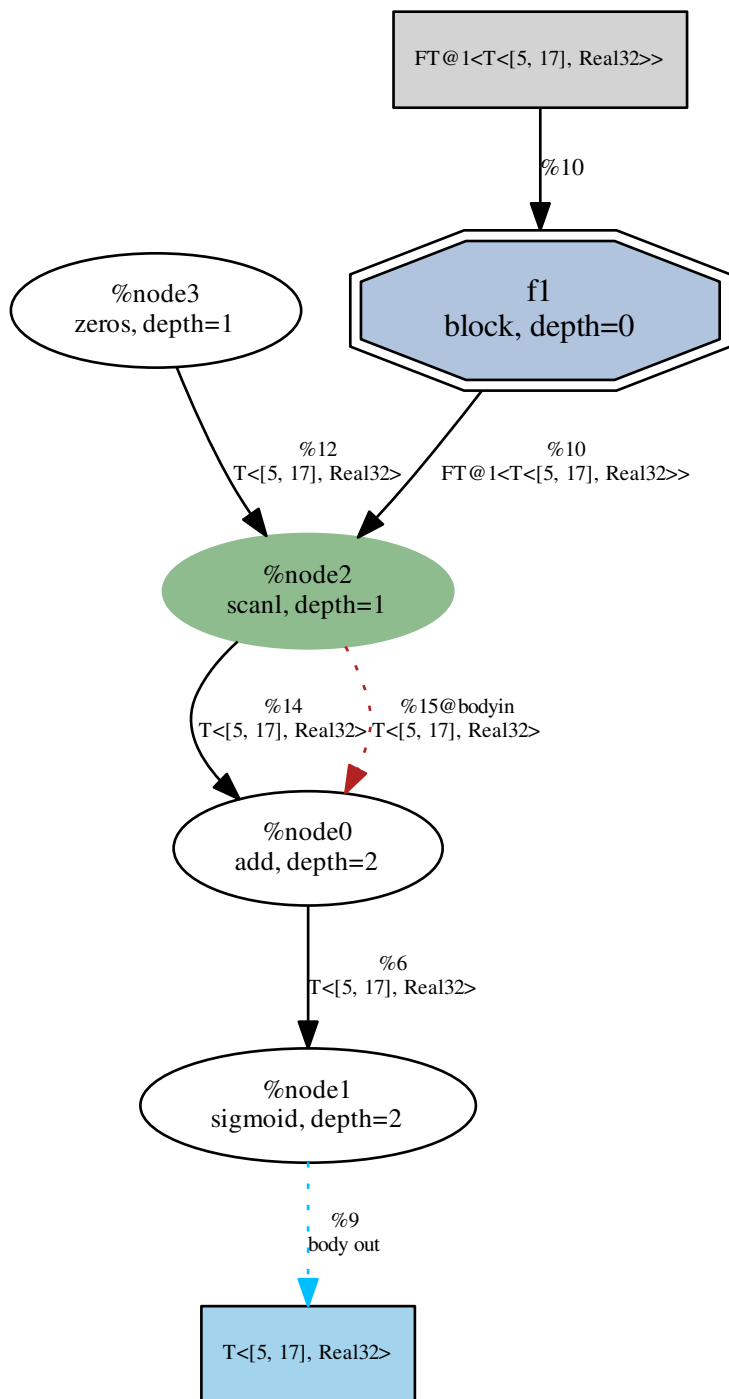 FT@1<T<[5, 17], Real32>>
%10
%node3
zeros, depth=1
f1
block, depth=0
%12
T<[5, 17], Real32>
%10
FT@1<T<[5, 17], Real32>>
%node2
scanl, depth=1
%14
T<[5, 17], Real32>
%15@bodyin
T<[5, 17], Real32>
%node0
add, depth=2
%6
T<[5, 17], Real32>
%node1
sigmoid, depth=2
%9
body out
T<[5, 17], Real32>